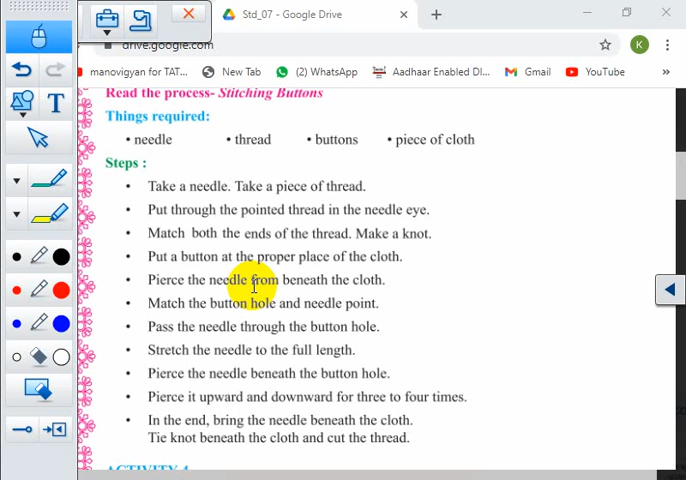 Std_07 - Google Drive
drive.google.com
K
manovigyan for TAT...
New Tab
(2) WhatsApp
Aadhaar Enabled DI...
Gmail
YouTube
»
T
Read the process- Stitching Buttons
Things required:
• needle • thread • buttons • piece of cloth
Steps :
• Take a needle. Take a piece of thread.
• Put through the pointed thread in the needle eye.
• Match both the ends of the thread. Make a knot.
• Put a button at the proper place of the cloth.
• Pierce the needle from beneath the cloth.
• Match the button hole and needle point.
• Pass the needle through the button hole.
• Stretch the needle to the full length.
• Pierce the needle beneath the button hole.
• Pierce it upward and downward for three to four times.
• In the end, bring the needle beneath the cloth.
Tie knot beneath the cloth and cut the thread.
ACTIVITY 4